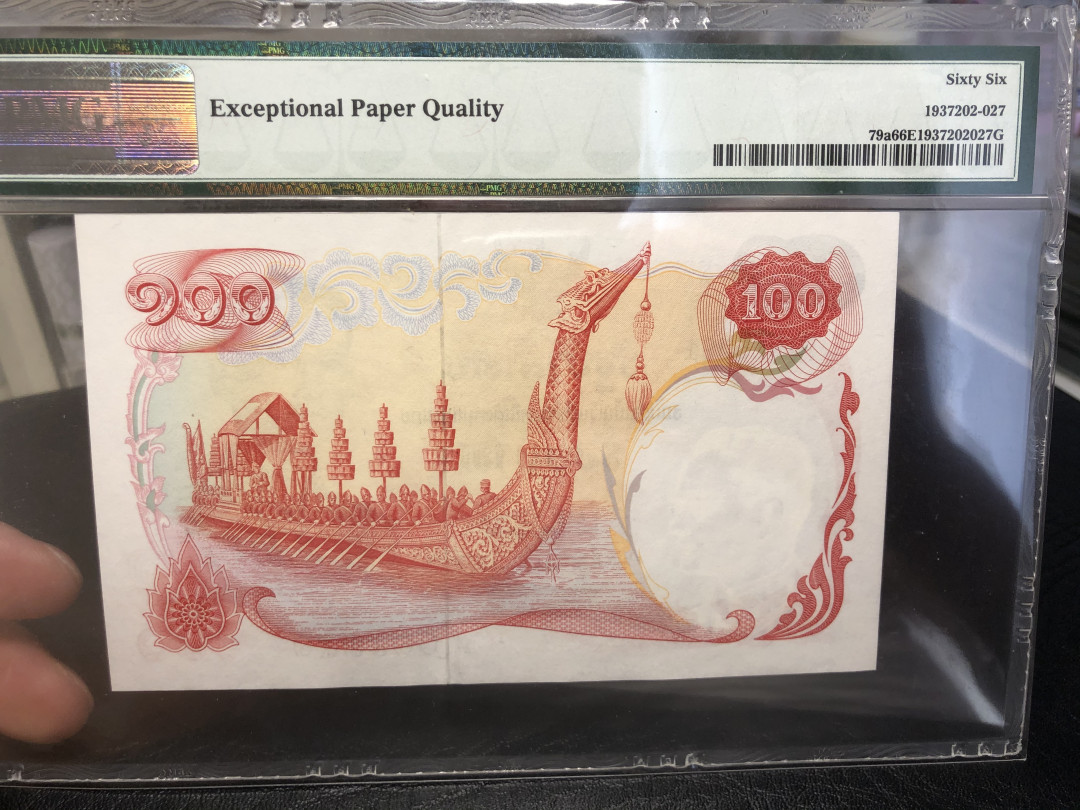 Exceptional Paper Quality
Sixty Six
1937202-027
79a66E1937202027G
๑๐๐
100